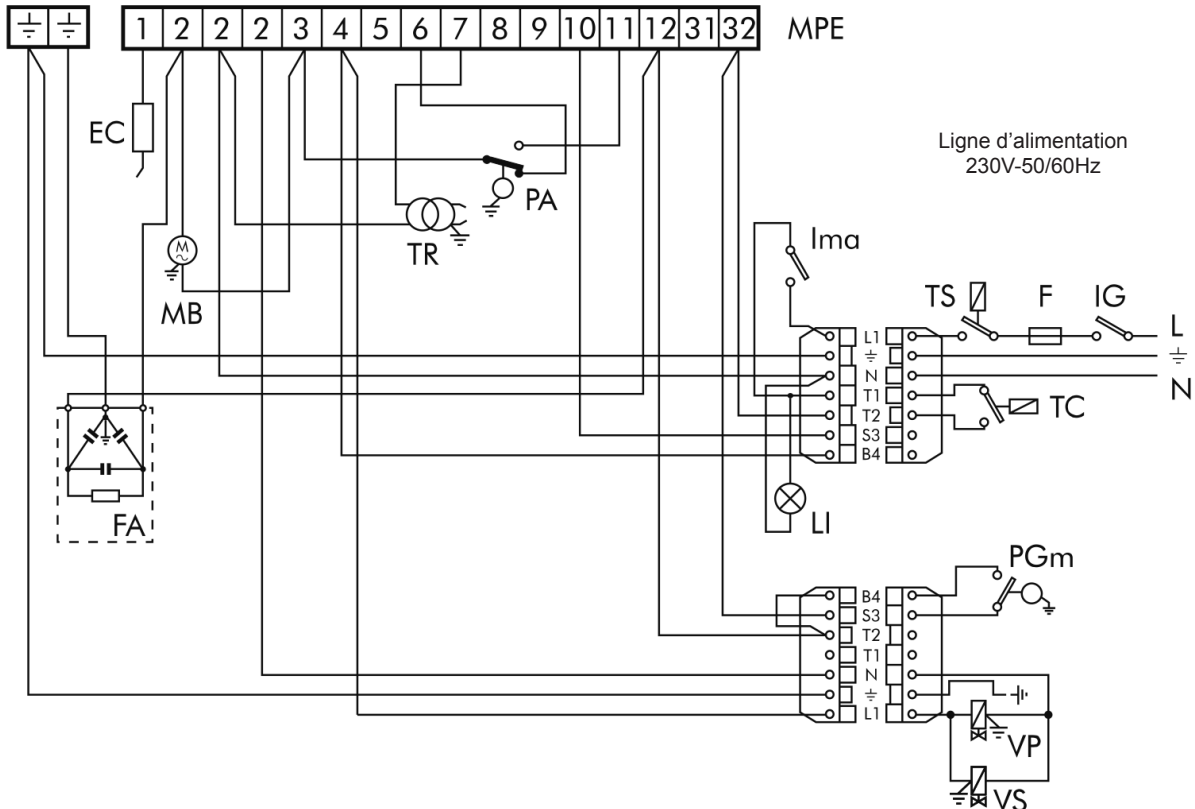 ⏚ ⏚ 1 2 2 2 3 4 5 6 7 8 9 10 11 12 31 32 MPE
EC
Ligne d'alimentation
230V-50/60Hz
PA
TR
M
MB
Ima
TS F IG
L
⏚
N
L1
⏚
N
T1
T2
S3
B4
TC
FA
LI
PGm
B4
S3
T2
T1
N
⏚
L1
VP
VS